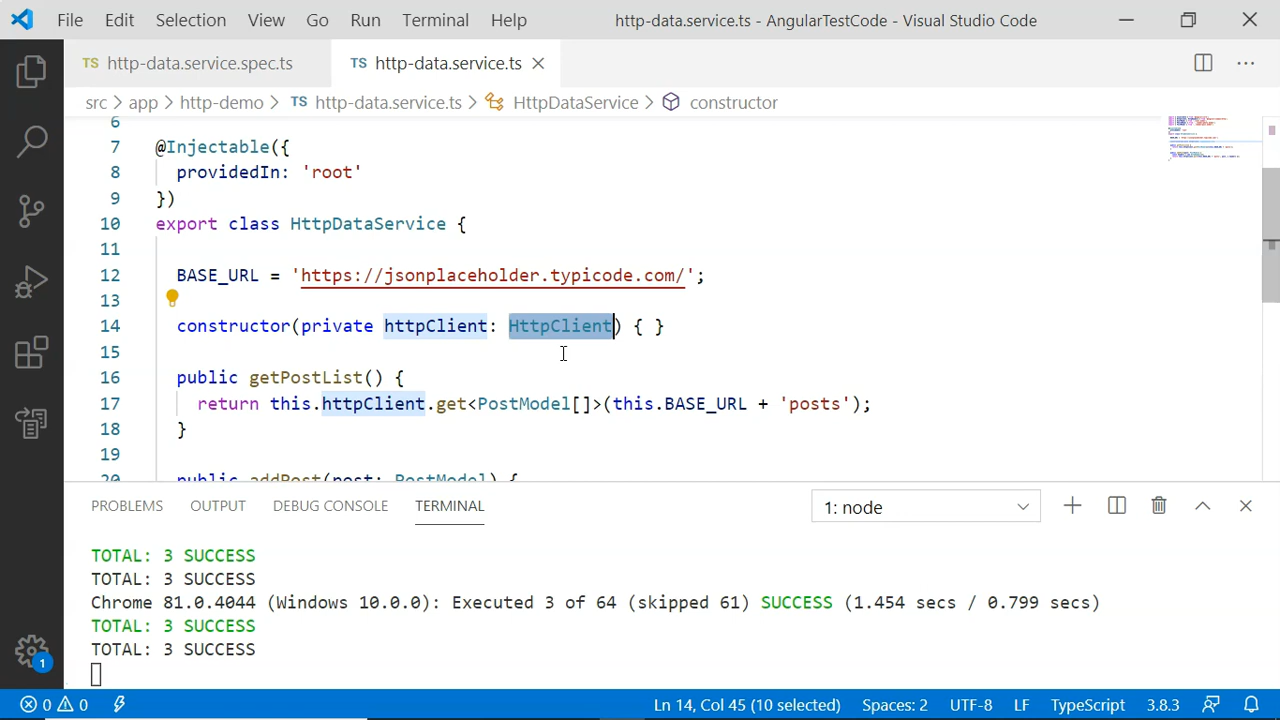 File Edit Selection View Go Run Terminal Help http-data.service.ts - AngularTestCode - Visual Studio Code
TS http-data.service.spec.ts TS http-data.service.ts
src > app > http-demo > TS http-data.service.ts > HttpDataService > constructor
6
7 @Injectable({
8 providedIn: 'root'
9 })
10 export class HttpDataService {
11
12 BASE_URL = 'https://jsonplaceholder.typicode.com/';
13
14 constructor(private httpClient: HttpClient) { }
15
16 public getPostList() {
17 return this.httpClient.get<PostModel[]>(this.BASE_URL + 'posts');
18 }
19
20 public addPost(post: PostModel) {
PROBLEMS OUTPUT DEBUG CONSOLE TERMINAL 1: node
TOTAL: 3 SUCCESS
TOTAL: 3 SUCCESS
Chrome 81.0.4044 (Windows 10.0.0): Executed 3 of 64 (skipped 61) SUCCESS (1.454 secs / 0.799 secs)
TOTAL: 3 SUCCESS
TOTAL: 3 SUCCESS
1
0 0 Ln 14, Col 45 (10 selected) Spaces: 2 UTF-8 LF TypeScript 3.8.3